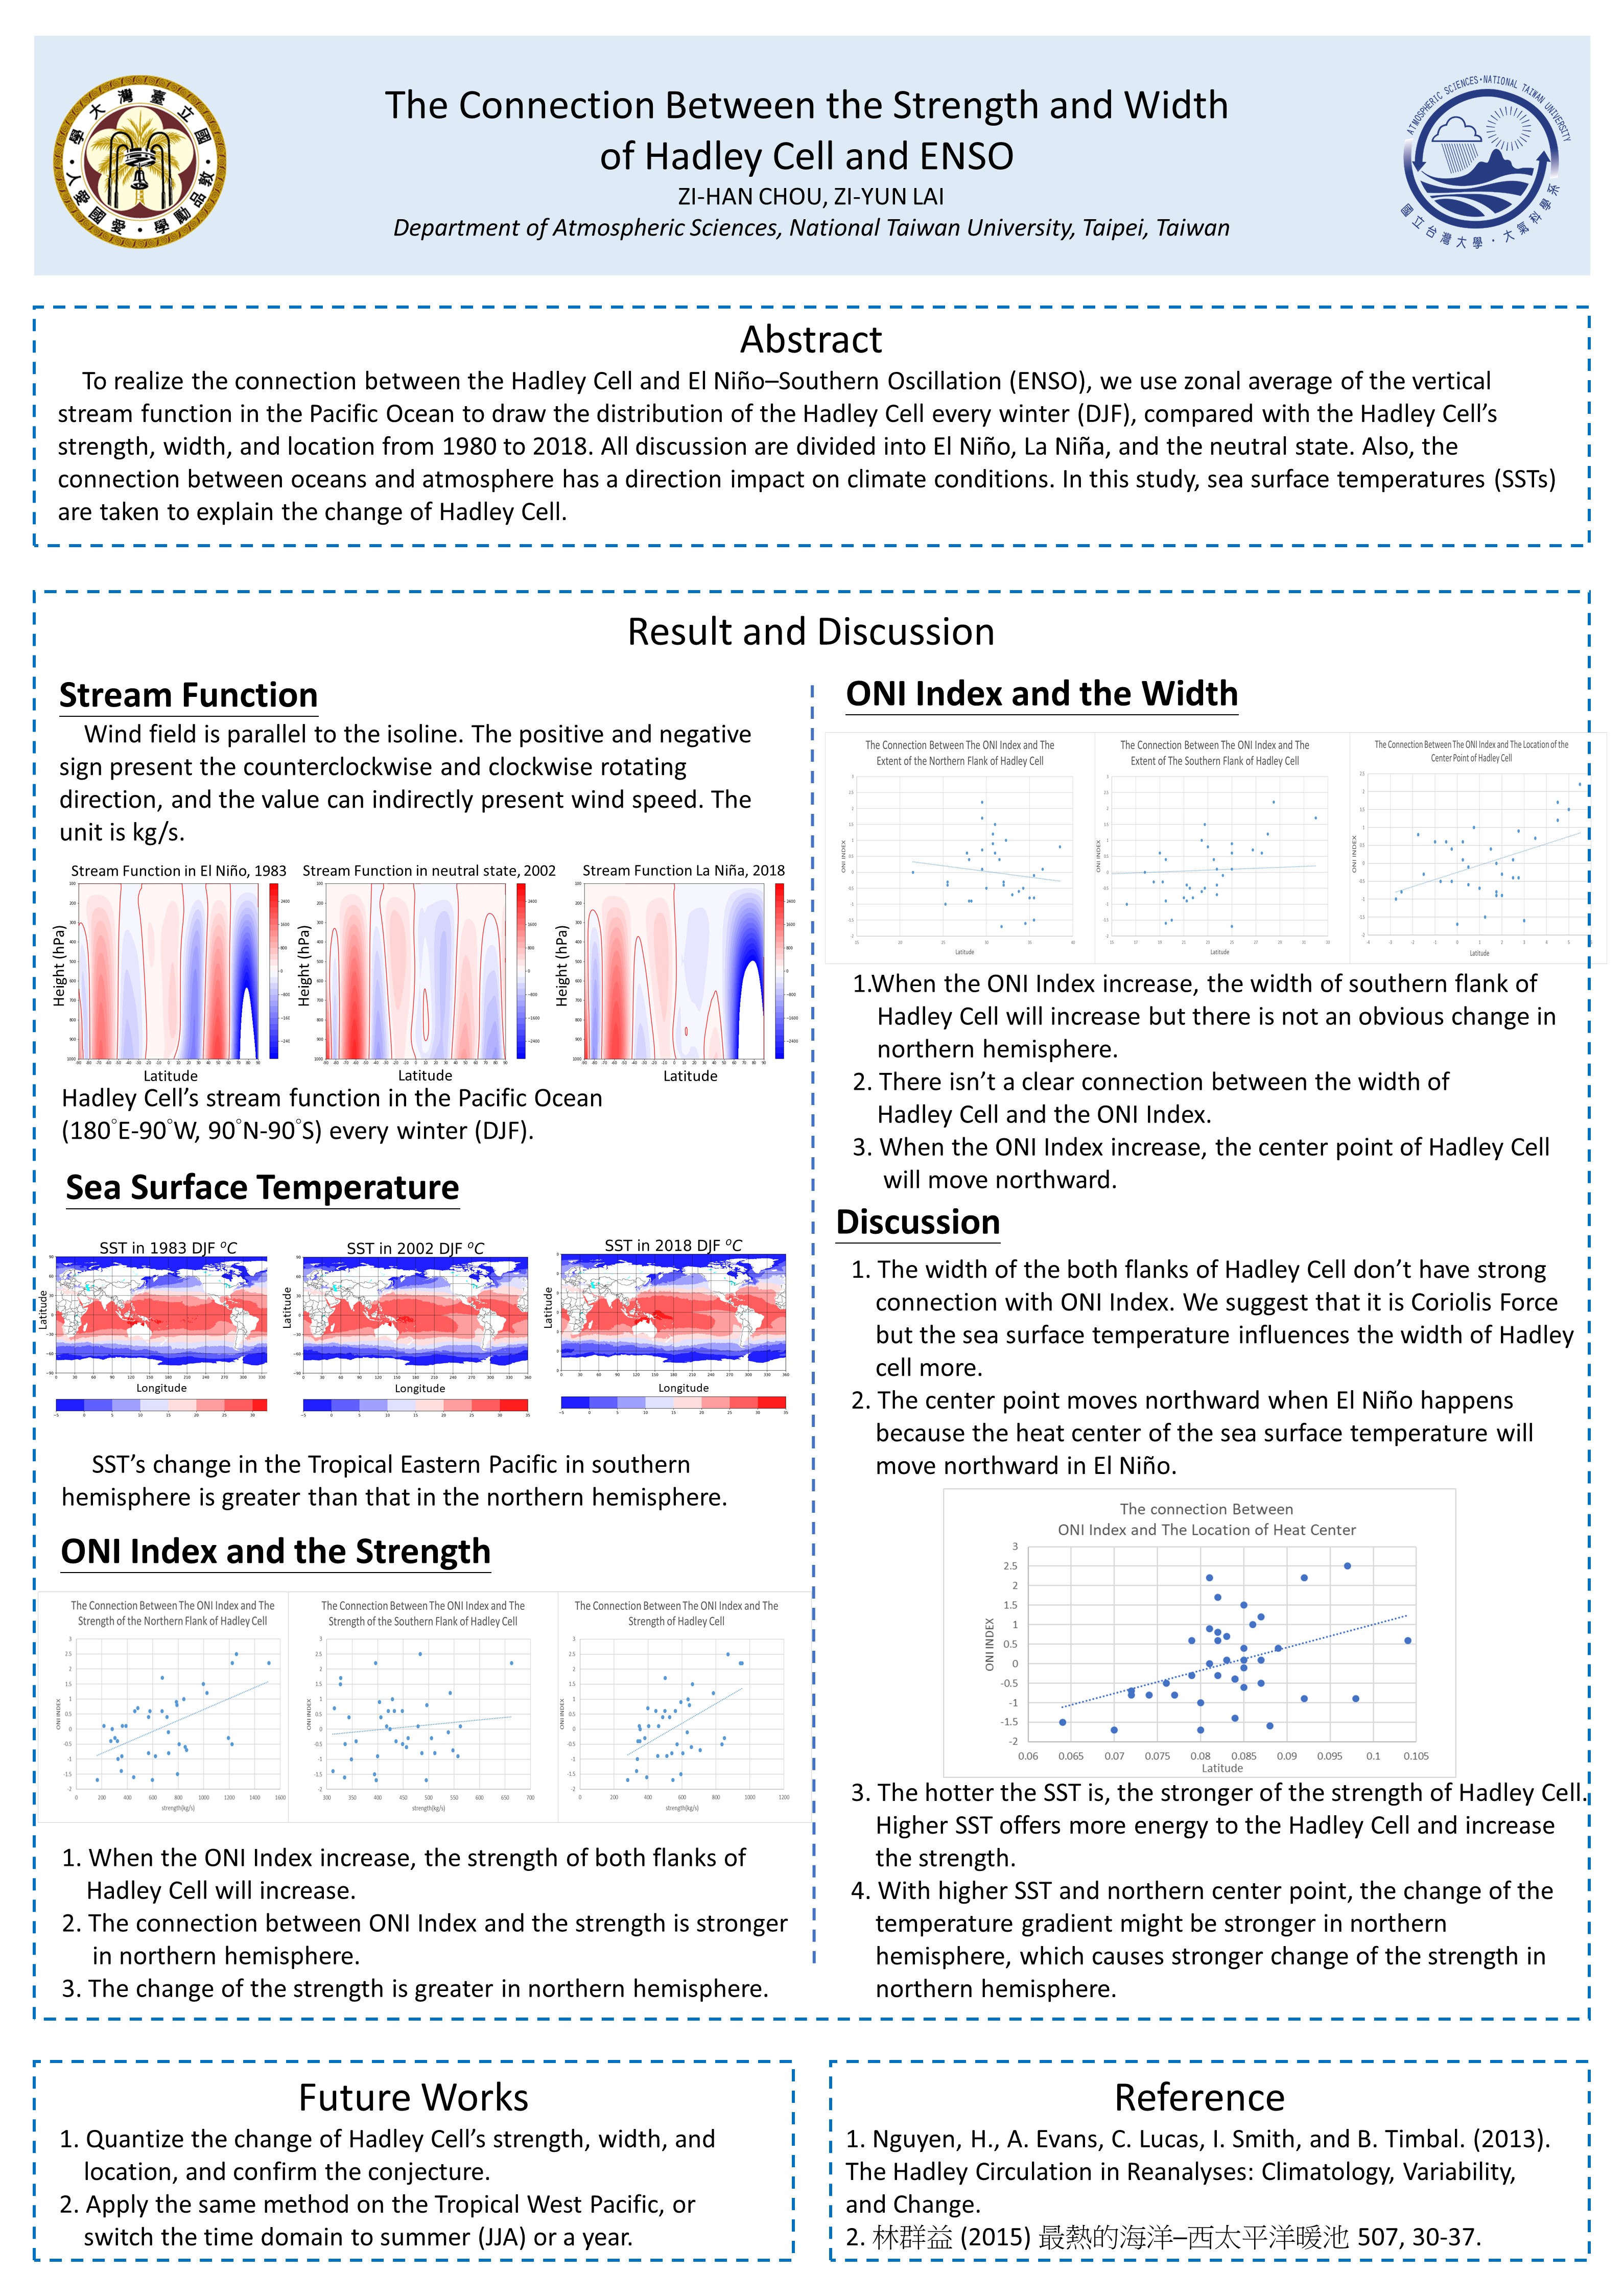 The Connection Between the Strength and Width
of Hadley Cell and ENSO
ZI-HAN CHOU, ZI-YUN LAI
Department of Atmospheric Sciences, National Taiwan University, Taipei, Taiwan
ATMOSPHERIC SCIENCES·NATIONAL TAIWAN UNIVERSITY
國立台灣大學·大氣科學系
Abstract
To realize the connection between the Hadley Cell and El Niño–Southern Oscillation (ENSO), we use zonal average of the vertical
stream function in the Pacific Ocean to draw the distribution of the Hadley Cell every winter (DJF), compared with the Hadley Cell's
strength, width, and location from 1980 to 2018. All discussion are divided into El Niño, La Niña, and the neutral state. Also, the
connection between oceans and atmosphere has a direction impact on climate conditions. In this study, sea surface temperatures (SSTs)
are taken to explain the change of Hadley Cell.
Result and Discussion
Stream Function
Wind field is parallel to the isoline. The positive and negative
sign present the counterclockwise and clockwise rotating
direction, and the value can indirectly present wind speed. The
unit is kg/s.
Stream Function in El Niño, 1983
Stream Function in neutral state, 2002
Stream Function La Niña, 2018
Height (hPa)
Height (hPa)
Height (hPa)
Latitude
Latitude
Latitude
Hadley Cell's stream function in the Pacific Ocean
(180°E-90°W, 90°N-90°S) every winter (DJF).
Sea Surface Temperature
SST in 1983 DJF °C
SST in 2002 DJF °C
SST in 2018 DJF °C
Latitude
Latitude
Latitude
Longitude
Longitude
Longitude
SST's change in the Tropical Eastern Pacific in southern
hemisphere is greater than that in the northern hemisphere.
ONI Index and the Strength
The Connection Between The ONI Index and The
Strength of the Northern Flank of Hadley Cell
ONI INDEX
strength(kg/s)
The Connection Between The ONI Index and The
Strength of the Southern Flank of Hadley Cell
ONI INDEX
strength(kg/s)
The Connection Between The ONI Index and The
Strength of Hadley Cell
ONI INDEX
strength(kg/s)
1. When the ONI Index increase, the strength of both flanks of
Hadley Cell will increase.
2. The connection between ONI Index and the strength is stronger
in northern hemisphere.
3. The change of the strength is greater in northern hemisphere.
ONI Index and the Width
The Connection Between The ONI Index and The
Extent of the Northern Flank of Hadley Cell
ONI INDEX
Latitude
The Connection Between The ONI Index and The
Extent of The Southern Flank of Hadley Cell
ONI INDEX
Latitude
The Connection Between The ONI Index and The Location of the
Center Point of Hadley Cell
ONI INDEX
Latitude
1.When the ONI Index increase, the width of southern flank of
Hadley Cell will increase but there is not an obvious change in
northern hemisphere.
2. There isn't a clear connection between the width of
Hadley Cell and the ONI Index.
3. When the ONI Index increase, the center point of Hadley Cell
will move northward.
Discussion
1. The width of the both flanks of Hadley Cell don't have strong
connection with ONI Index. We suggest that it is Coriolis Force
but the sea surface temperature influences the width of Hadley
cell more.
2. The center point moves northward when El Niño happens
because the heat center of the sea surface temperature will
move northward in El Niño.
The connection Between
ONI Index and The Location of Heat Center
ONI INDEX
3
2.5
2
1.5
1
0.5
0
-0.5
-1
-1.5
-2
0.06 0.065 0.07 0.075 0.08 0.085 0.09 0.095 0.1 0.105
Latitude
3. The hotter the SST is, the stronger of the strength of Hadley Cell.
Higher SST offers more energy to the Hadley Cell and increase
the strength.
4. With higher SST and northern center point, the change of the
temperature gradient might be stronger in northern
hemisphere, which causes stronger change of the strength in
northern hemisphere.
Future Works
1. Quantize the change of Hadley Cell's strength, width, and
location, and confirm the conjecture.
2. Apply the same method on the Tropical West Pacific, or
switch the time domain to summer (JJA) or a year.
Reference
1. Nguyen, H., A. Evans, C. Lucas, I. Smith, and B. Timbal. (2013).
The Hadley Circulation in Reanalyses: Climatology, Variability,
and Change.
2. 林群益 (2015) 最熱的海洋–西太平洋暖池 507, 30-37.